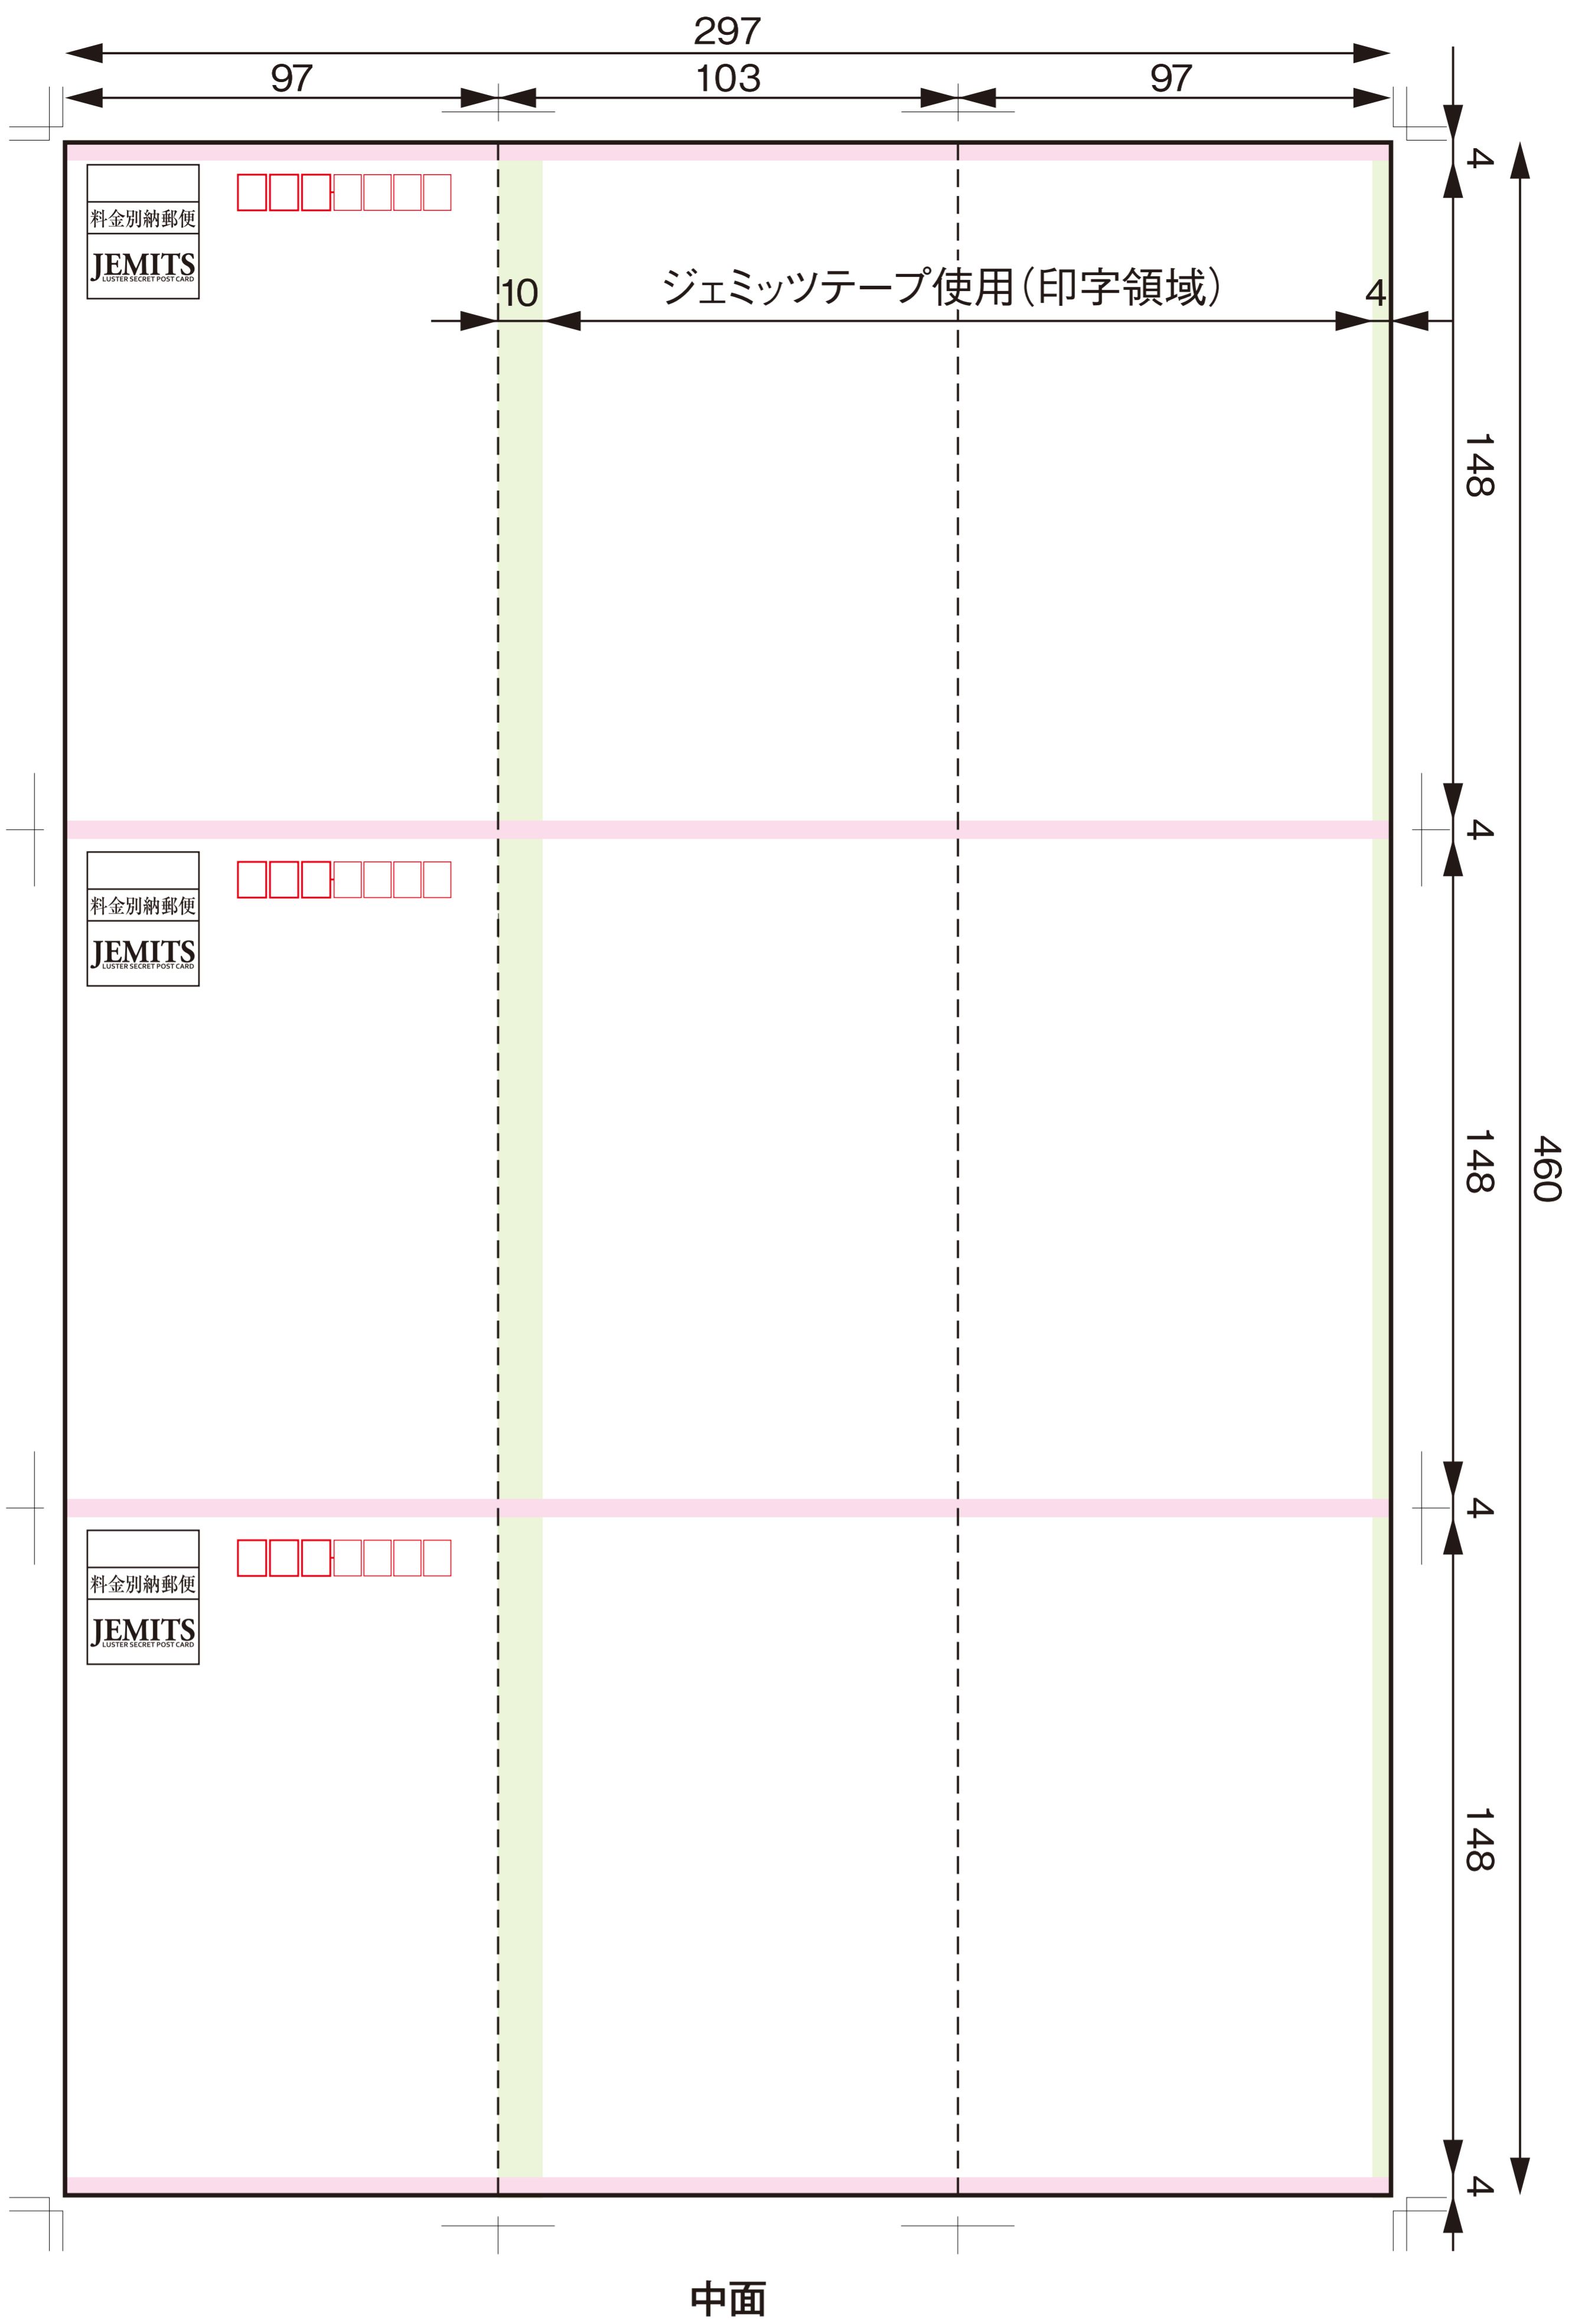 297
97 103 97
4
料金別納郵便
JEMITS
LUSTER SECRET POST CARD
10 ジェミッツテープ使用(印字領域) 4
148
4
料金別納郵便
JEMITS
LUSTER SECRET POST CARD
148
460
4
料金別納郵便
JEMITS
LUSTER SECRET POST CARD
148
4
中面